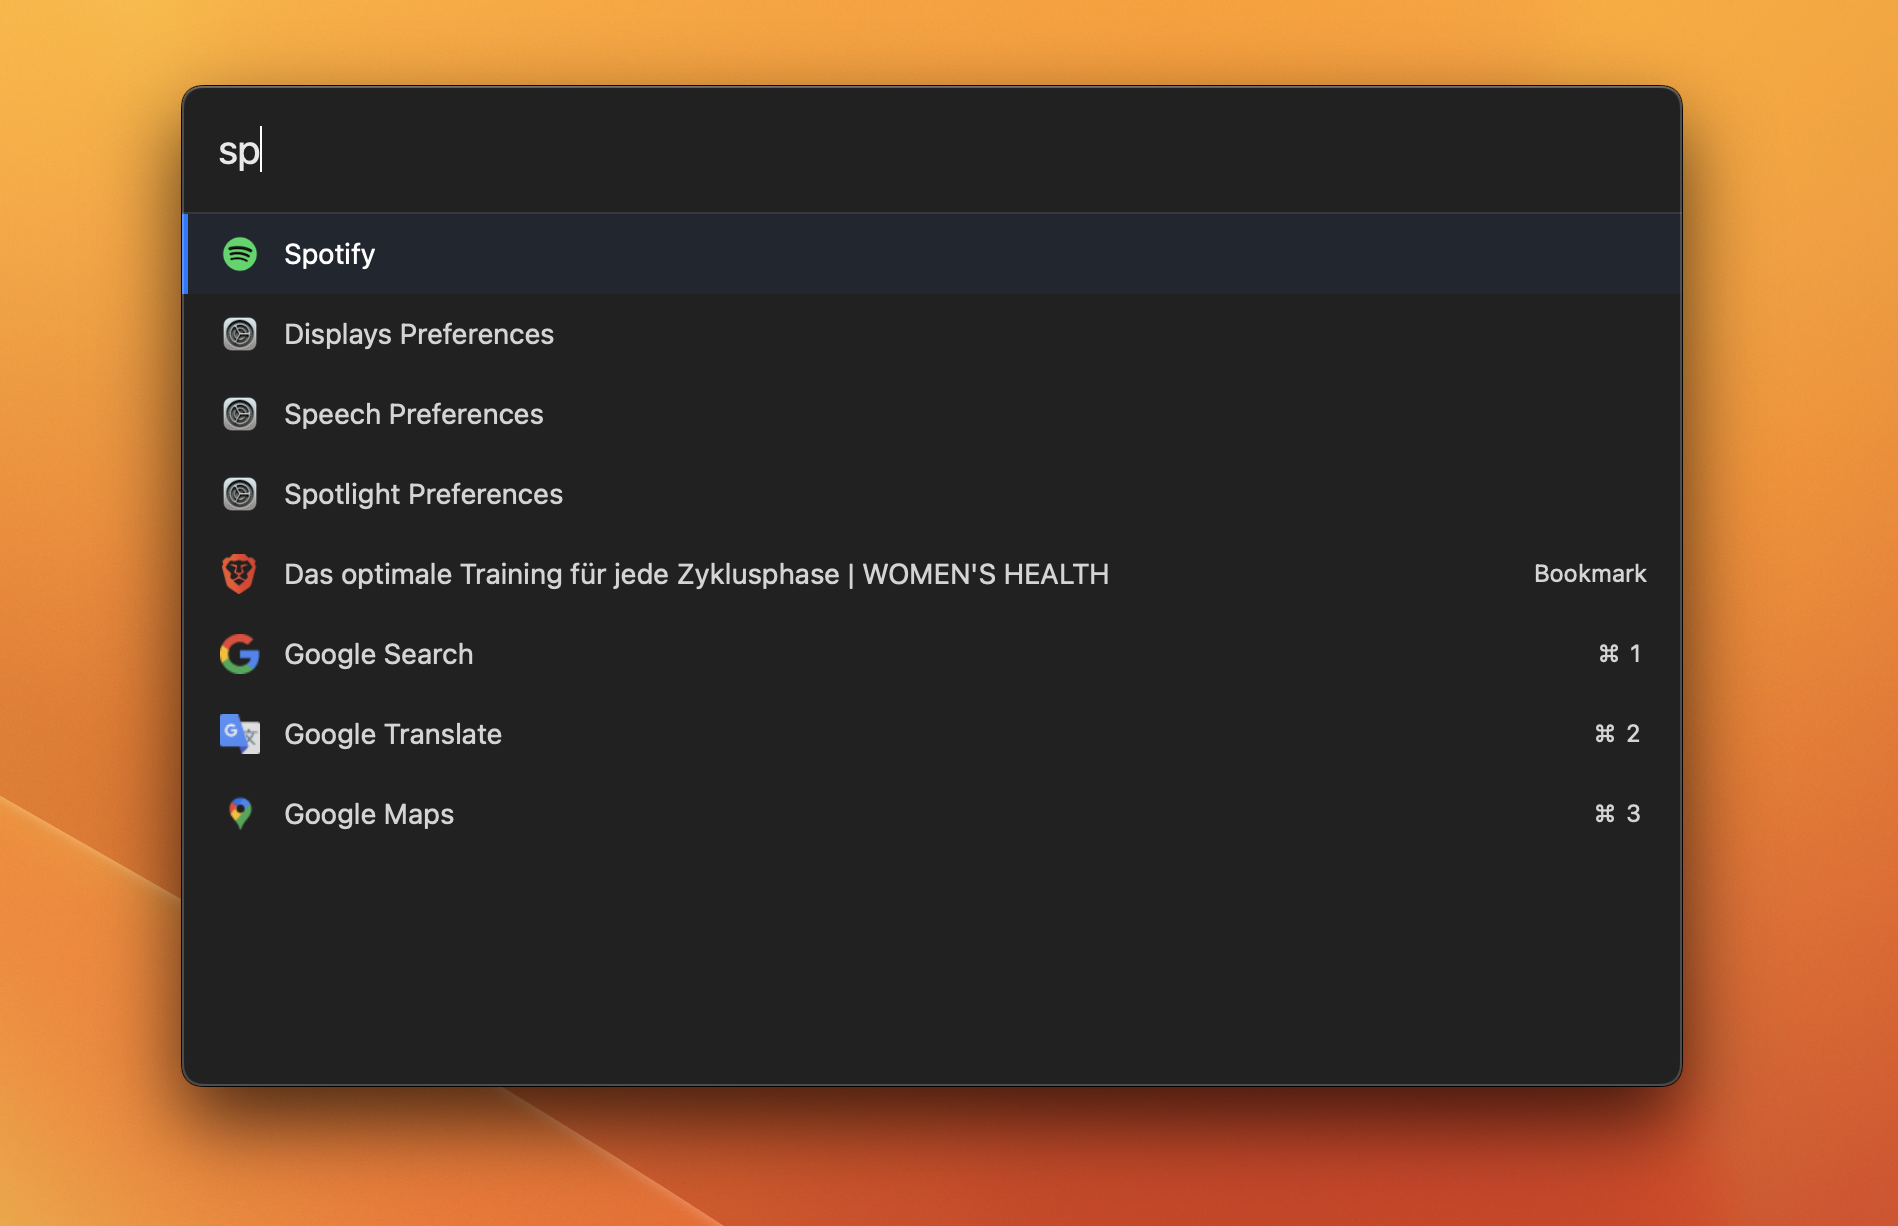 sp
Spotify
Displays Preferences
Speech Preferences
Spotlight Preferences
Das optimale Training für jede Zyklusphase | WOMEN'S HEALTH Bookmark
Google Search ⌘ 1
Google Translate ⌘ 2
Google Maps ⌘ 3